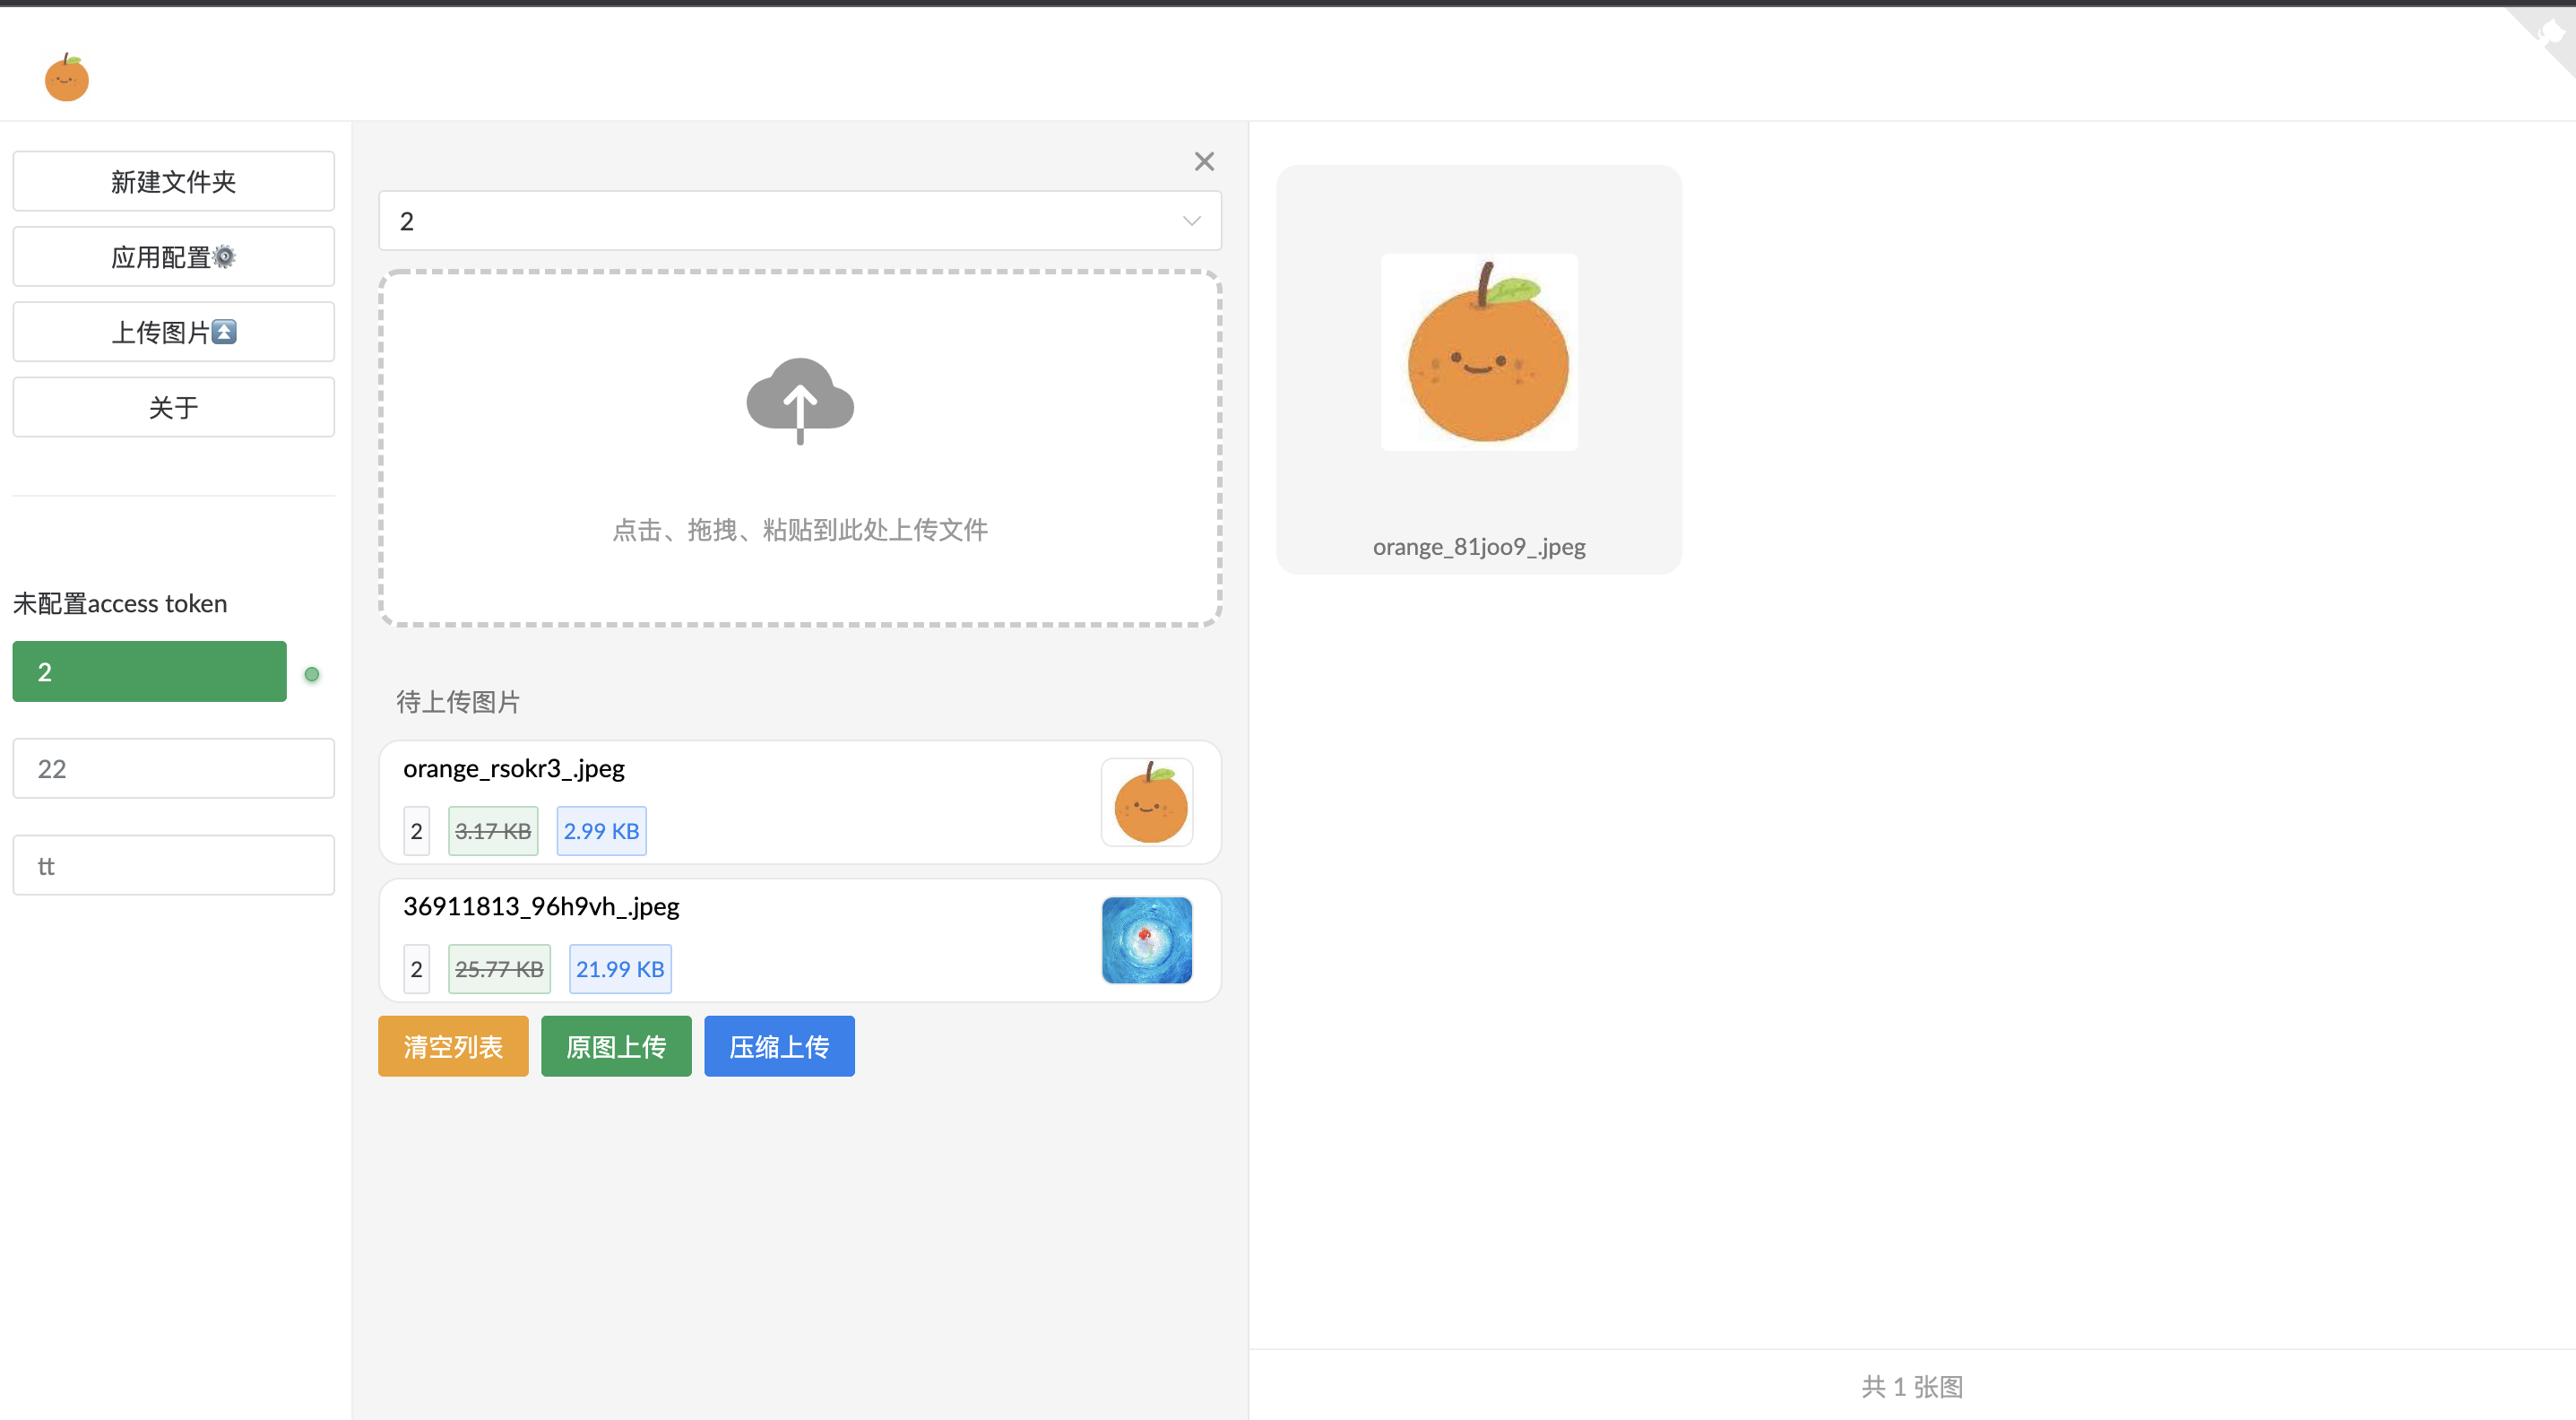 新建文件夹
应用配置
上传图片
关于
未配置access token
2
22
tt
2
点击、拖拽、粘贴到此处上传文件
待上传图片
orange_rsokr3_.jpeg
2 3.17 KB 2.99 KB
36911813_96h9vh_.jpeg
2 25.77 KB 21.99 KB
清空列表 原图上传 压缩上传
orange_81joo9_.jpeg
共 1 张图